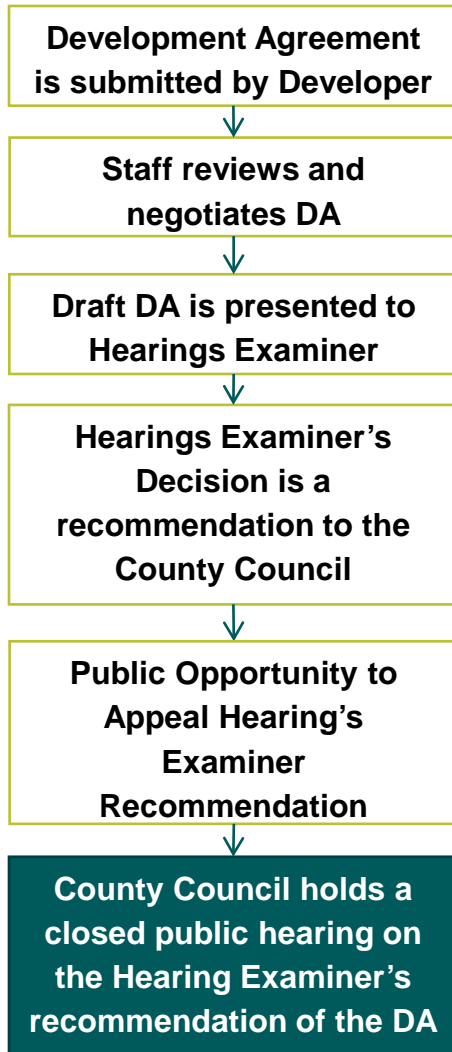 Development Agreement
is submitted by Developer
Staff reviews and
negotiates DA
Draft DA is presented to
Hearings Examiner
Hearings Examiner’s
Decision is a
recommendation to the
County Council
Public Opportunity to
Appeal Hearing’s
Examiner
Recommendation
County Council holds a
closed public hearing on
the Hearing Examiner’s
recommendation of the DA